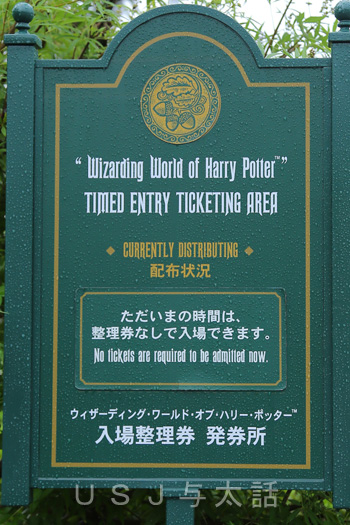 “Wizarding World of Harry Potter™”
TIMED ENTRY TICKETING AREA
◆ CURRENTLY DISTRIBUTING ◆
配布状況
ただいまの時間は、
整理券なしで入場できます。
No tickets are required to be admitted now.
ウィザーディング・ワールド・オブ・ハリー・ポッター™
入場整理券 発券所
ＵＳＪ与太話